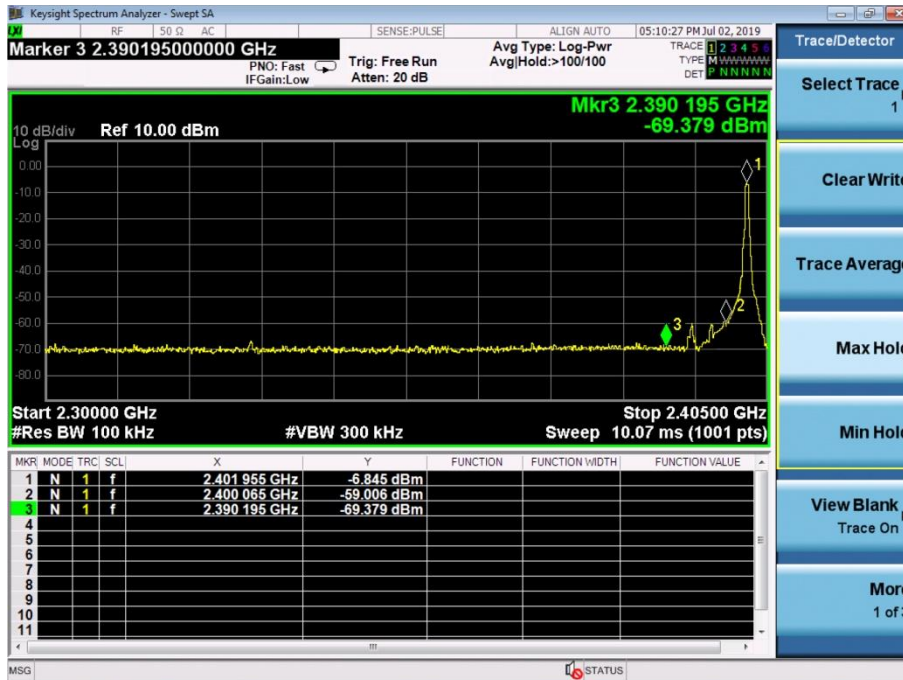 Keysight Spectrum Analyzer - Swept SA
LXI RF 50 Ω AC SENSE:PULSE ALIGN AUTO 05:10:27 PM Jul 02, 2019
Marker 3 2.390195000000 GHz
PNO: Fast
IFGain:Low
Trig: Free Run
Atten: 20 dB
Avg Type: Log-Pwr
Avg|Hold:>100/100
TRACE 1 2 3 4 5 6
TYPE M W W W W W
DET P N N N N N
Mkr3 2.390 195 GHz
-69.379 dBm
10 dB/div Ref 10.00 dBm
Log
0.00
-10.0
-20.0
-30.0
-40.0
-50.0
-60.0
-70.0
-80.0
1
2
3
Start 2.30000 GHz Stop 2.40500 GHz
#Res BW 100 kHz #VBW 300 kHz Sweep 10.07 ms (1001 pts)
MKR MODE TRC SCL X Y FUNCTION FUNCTION WIDTH FUNCTION VALUE
1 N 1 f 2.401 955 GHz -6.845 dBm
2 N 1 f 2.400 065 GHz -59.006 dBm
3 N 1 f 2.390 195 GHz -69.379 dBm
4
5
6
7
8
9
10
11
MSG STATUS
Trace/Detector
Select Trace
1
Clear Write
Trace Average
Max Hold
Min Hold
View Blank
Trace On
More
1 of 3